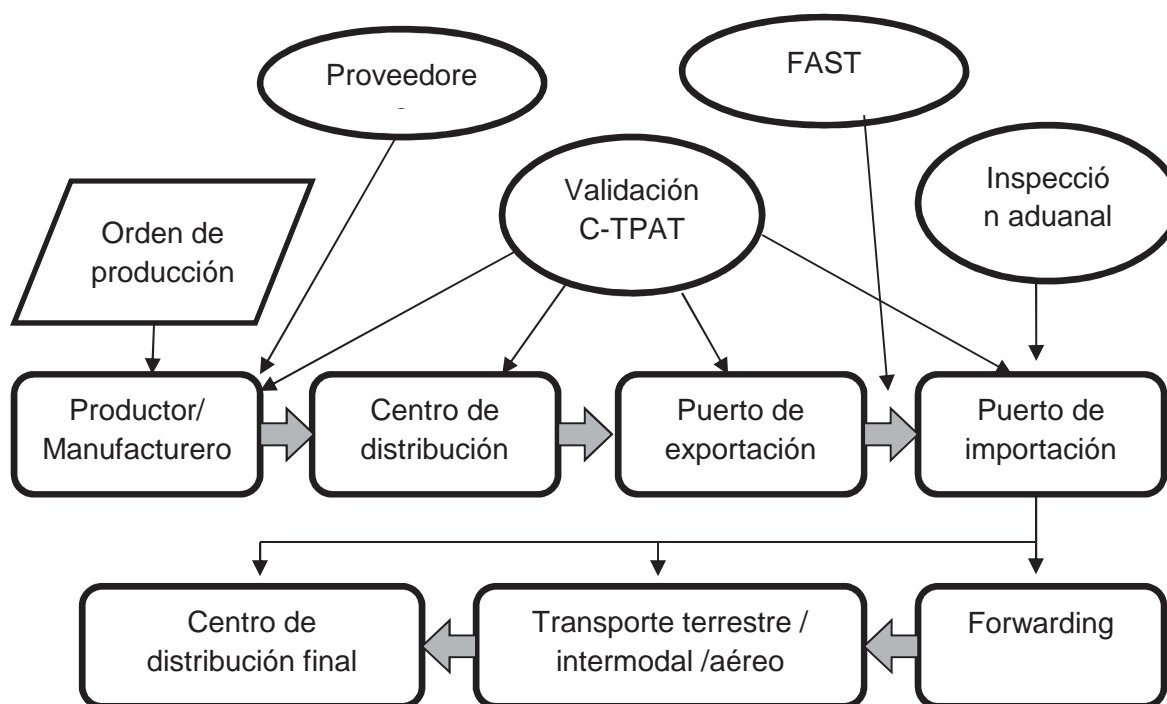 Proveedore
FAST
Validación
C-TPAT
Inspecció
n aduanal
Orden de
producción
Productor/
Manufacturero
Centro de
distribución
Puerto de
exportación
Puerto de
importación
Centro de
distribución final
Transporte terrestre /
intermodal /aéreo
Forwarding